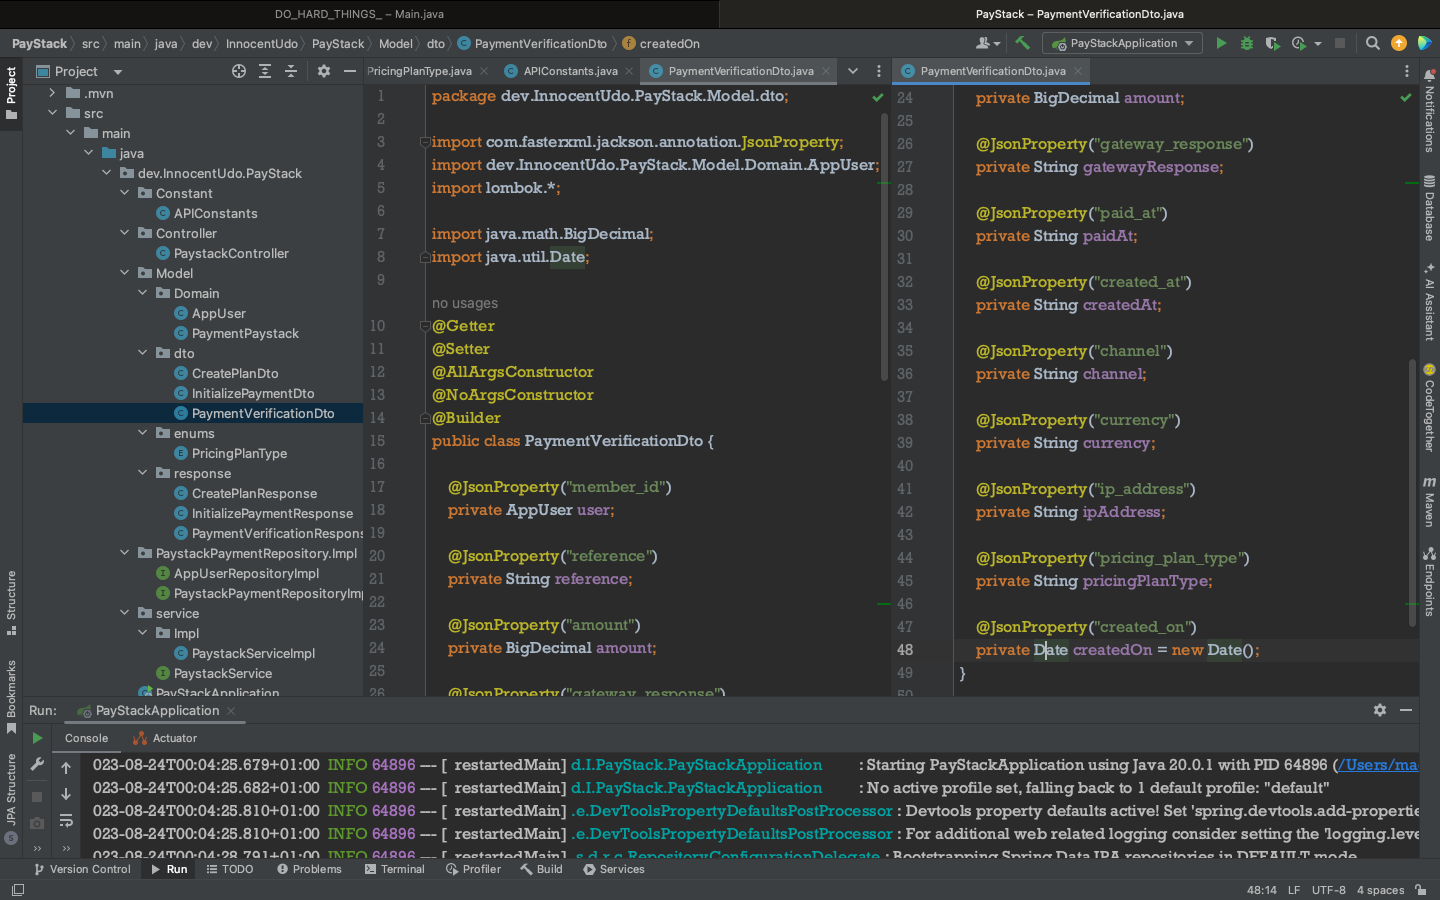 DO_HARD_THINGS_ – Main.java
PayStack – PaymentVerificationDto.java
PayStack
src
main
java
dev
InnocentUdo
PayStack
Model
dto
PaymentVerificationDto
createdOn
PayStackApplication
Project
PricingPlanType.java
APIConstants.java
PaymentVerificationDto.java
PaymentVerificationDto.java
Project
Structure
Bookmarks
JPA Structure
.mvn
src
main
java
dev.InnocentUdo.PayStack
Constant
APIConstants
Controller
PaystackController
Model
Domain
AppUser
PaymentPaystack
dto
CreatePlanDto
InitializePaymentDto
PaymentVerificationDto
enums
PricingPlanType
response
CreatePlanResponse
InitializePaymentResponse
PaymentVerificationRespons
PaystackPaymentRepository.Impl
AppUserRepositoryImpl
PaystackPaymentRepositoryImp
service
Impl
PaystackServiceImpl
PaystackService
PayStackApplication
1 package dev.InnocentUdo.PayStack.Model.dto;
2
3 import com.fasterxml.jackson.annotation.JsonProperty;
4 import dev.InnocentUdo.PayStack.Model.Domain.AppUser;
5 import lombok.*;
6
7 import java.math.BigDecimal;
8 import java.util.Date;
9
no usages
10 @Getter
11 @Setter
12 @AllArgsConstructor
13 @NoArgsConstructor
14 @Builder
15 public class PaymentVerificationDto {
16
17 @JsonProperty("member_id")
18 private AppUser user;
19
20 @JsonProperty("reference")
21 private String reference;
22
23 @JsonProperty("amount")
24 private BigDecimal amount;
25
26 @JsonProperty("gateway_response")
24 private BigDecimal amount;
25
26 @JsonProperty("gateway_response")
27 private String gatewayResponse;
28
29 @JsonProperty("paid_at")
30 private String paidAt;
31
32 @JsonProperty("created_at")
33 private String createdAt;
34
35 @JsonProperty("channel")
36 private String channel;
37
38 @JsonProperty("currency")
39 private String currency;
40
41 @JsonProperty("ip_address")
42 private String ipAddress;
43
44 @JsonProperty("pricing_plan_type")
45 private String pricingPlanType;
46
47 @JsonProperty("created_on")
48 private Date createdOn = new Date();
49 }
50
Notifications
Database
AI Assistant
CodeTogether
Maven
Endpoints
Run: PayStackApplication
Console Actuator
023-08-24T00:04:25.679+01:00 INFO 64896 --- [ restartedMain] d.I.PayStack.PayStackApplication : Starting PayStackApplication using Java 20.0.1 with PID 64896 (/Users/ma
023-08-24T00:04:25.682+01:00 INFO 64896 --- [ restartedMain] d.I.PayStack.PayStackApplication : No active profile set, falling back to 1 default profile: "default"
023-08-24T00:04:25.810+01:00 INFO 64896 --- [ restartedMain] .e.DevToolsPropertyDefaultsPostProcessor : Devtools property defaults active! Set 'spring.devtools.add-propertie
023-08-24T00:04:25.810+01:00 INFO 64896 --- [ restartedMain] .e.DevToolsPropertyDefaultsPostProcessor : For additional web related logging consider setting the 'logging.leve
023-08-24T00:04:28.791+01:00 INFO 64896 --- [ restartedMain] .s.d.r.c.RepositoryConfigurationDelegate : Bootstrapping Spring Data JPA repositories in DEFAULT mode.
Version Control Run TODO Problems Terminal Profiler Build Services
48:14 LF UTF-8 4 spaces